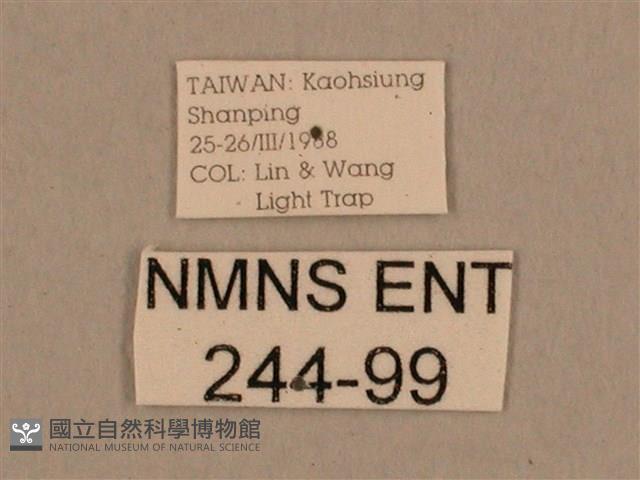 TAIWAN: Kaohsiung
Shanping
25-26/III/1988
COL: Lin & Wang
Light Trap
NMNS ENT
244-99
國立自然科學博物館
NATIONAL MUSEUM OF NATURAL SCIENCE